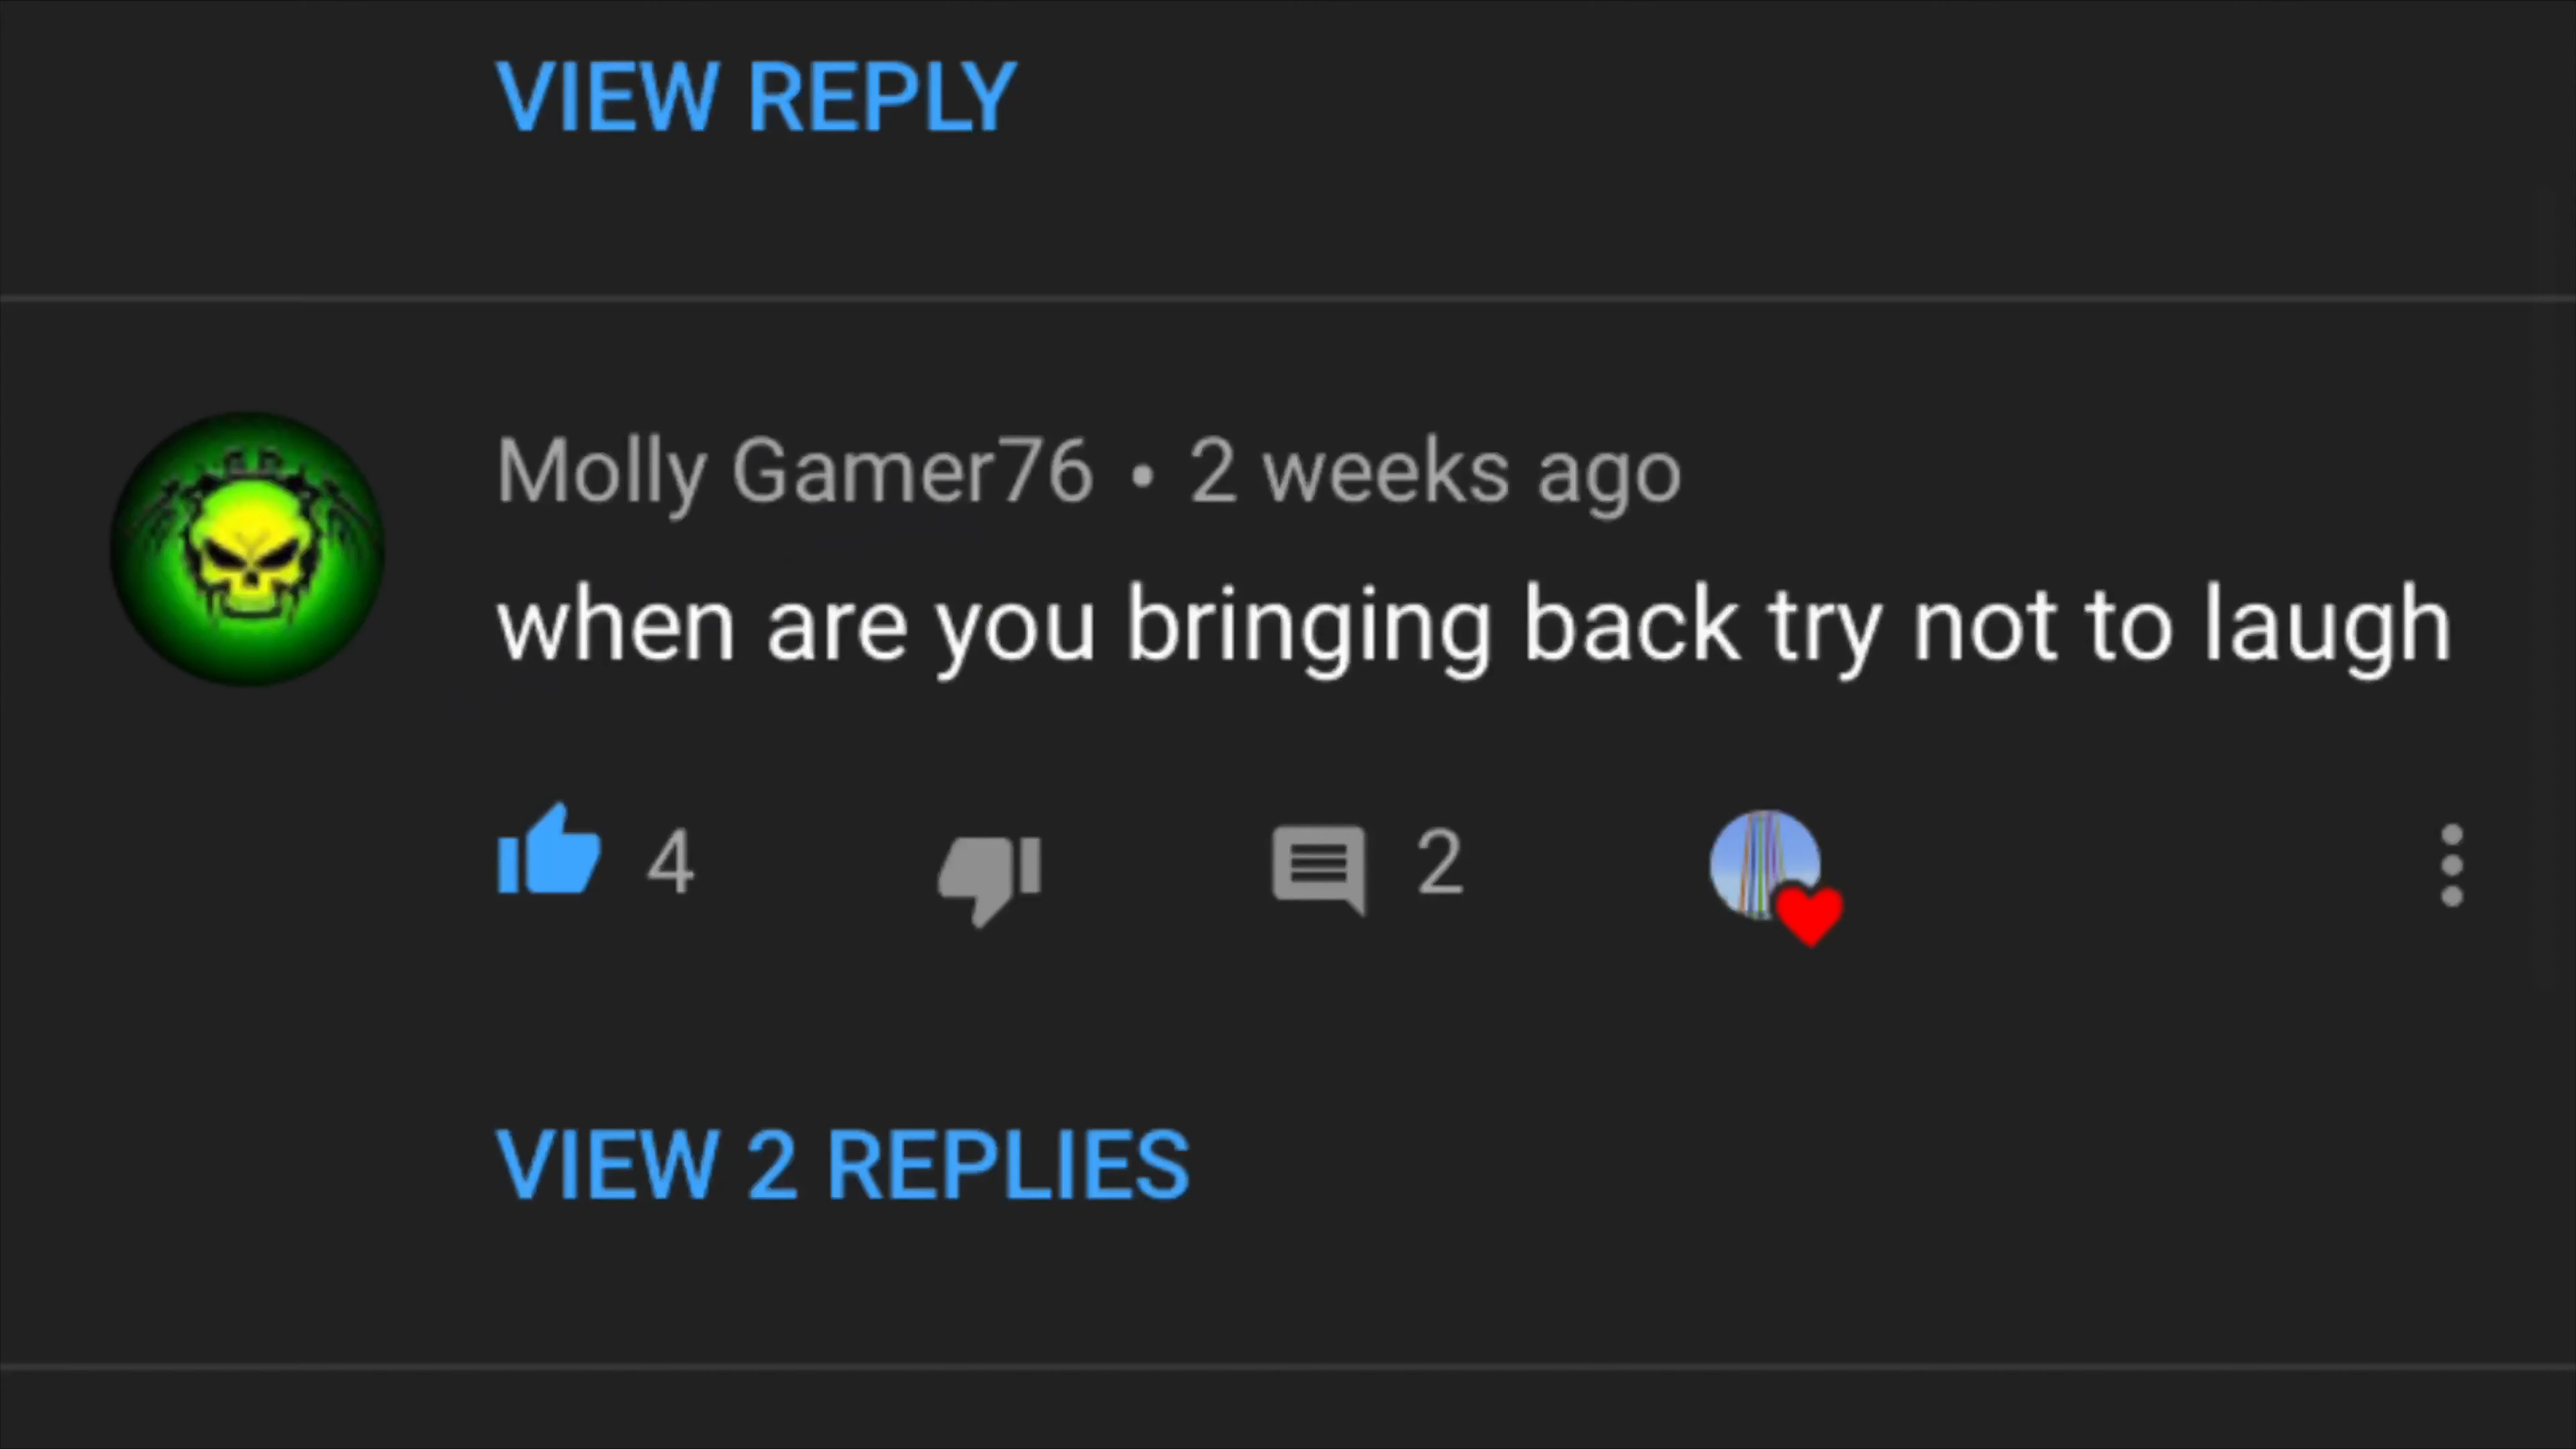 VIEW REPLY
Molly Gamer76 • 2 weeks ago
when are you bringing back try not to laugh
4 2
VIEW 2 REPLIES